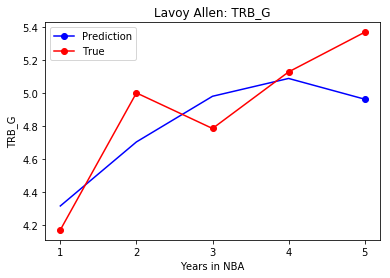 Lavoy Allen: TRB_G
Prediction
True
5.4
5.2
5.0
4.8
4.6
4.4
4.2
TRB_G
1 2 3 4 5
Years in NBA